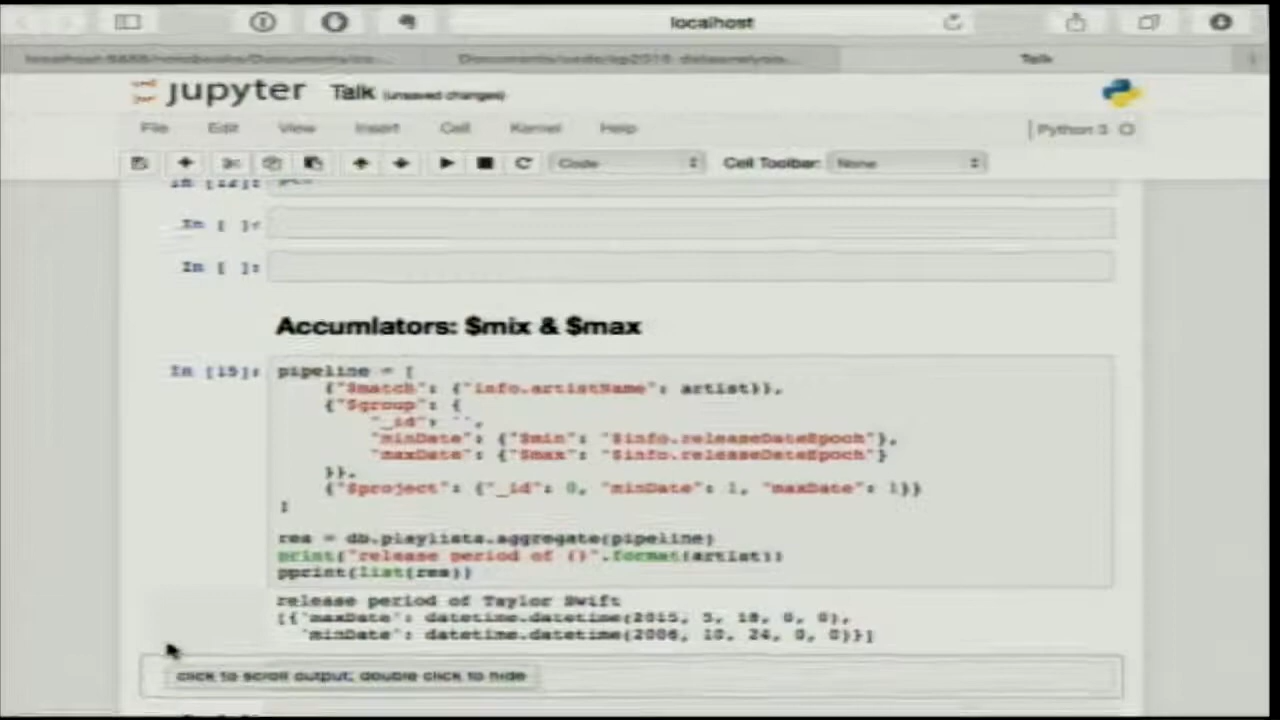 localhost
Talk
jupyter Talk (unsaved changes)
File Edit View Insert Cell Kernel Help Python 3
Code Cell Toolbar: None
In [12]:
In [ ]:
In [ ]:
Accumlators: $mix & $max
In [15]: pipeline = [
{"$match": {"info.artistName": artist}},
{"$group": {
"_id": '',
"minDate": {"$min": "$info.releaseDateEpoch"},
"maxDate": {"$max": "$info.releaseDateEpoch"}
}},
{"$project": {"_id": 0, "minDate": 1, "maxDate": 1}}
]
res = db.playlists.aggregate(pipeline)
print("release period of {}".format(artist))
pprint(list(res))
release period of Taylor Swift
[{'maxDate': datetime.datetime(2015, 5, 18, 0, 0),
'minDate': datetime.datetime(2006, 10, 24, 0, 0)}]
click to scroll output; double click to hide